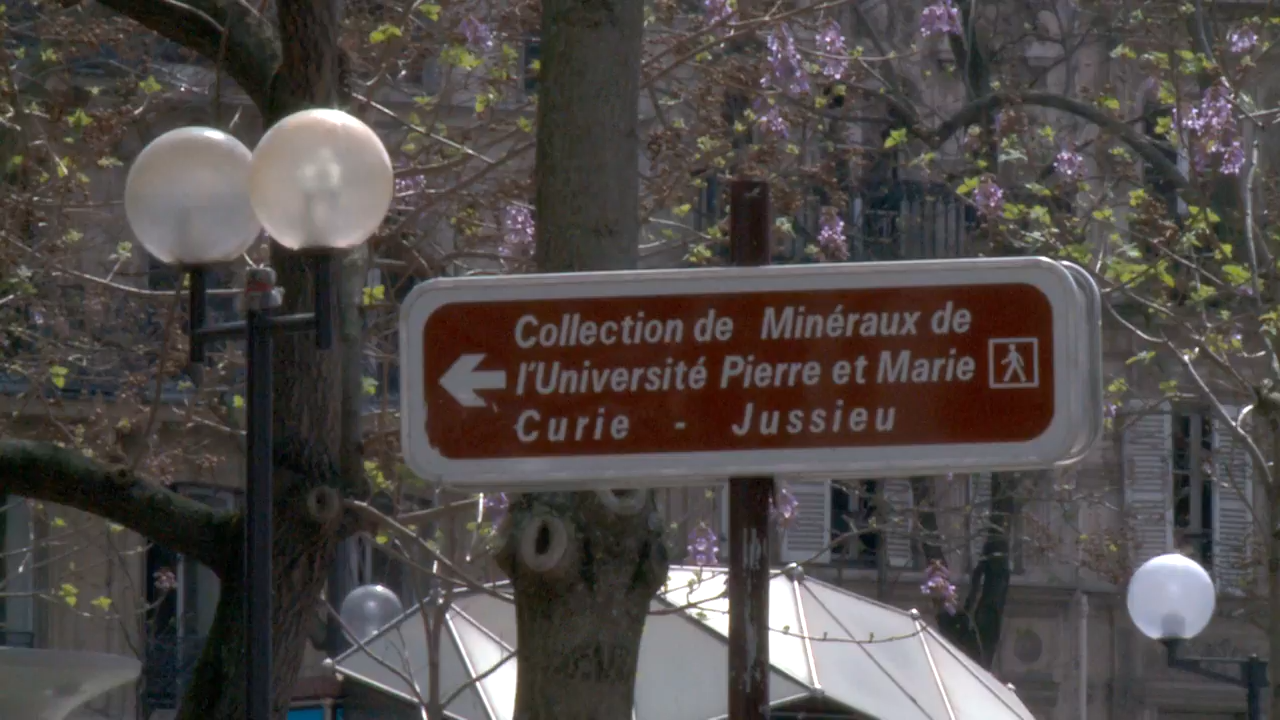 Collection de Minéraux de
l'Université Pierre et Marie
Curie - Jussieu